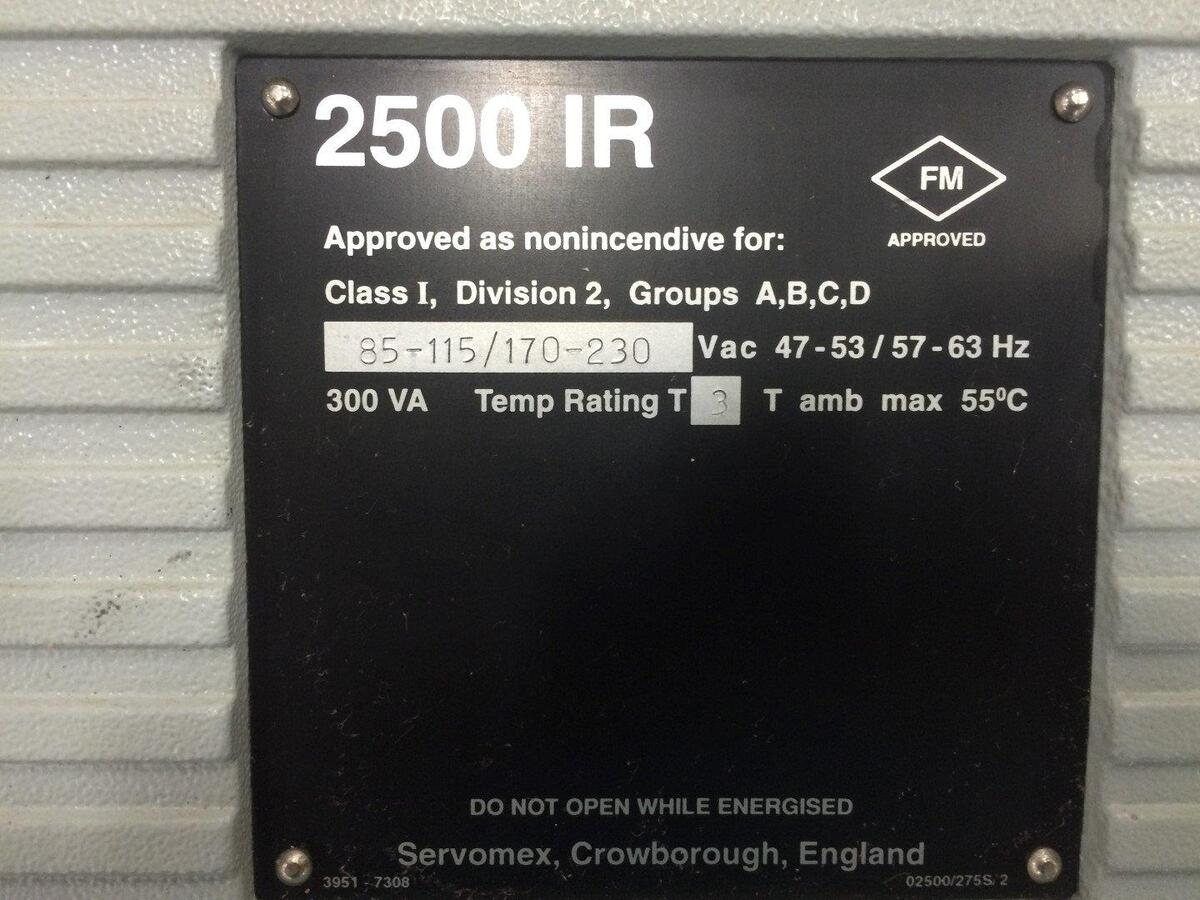 2500 IR
FM
APPROVED
Approved as nonincendive for:
Class I, Division 2, Groups A,B,C,D
85-115/170-230 Vac 47-53/57-63 Hz
300 VA Temp Rating T 3 T amb max 55⁰C
DO NOT OPEN WHILE ENERGISED
Servomex, Crowborough, England
3951 - 7308
02500/275S/2